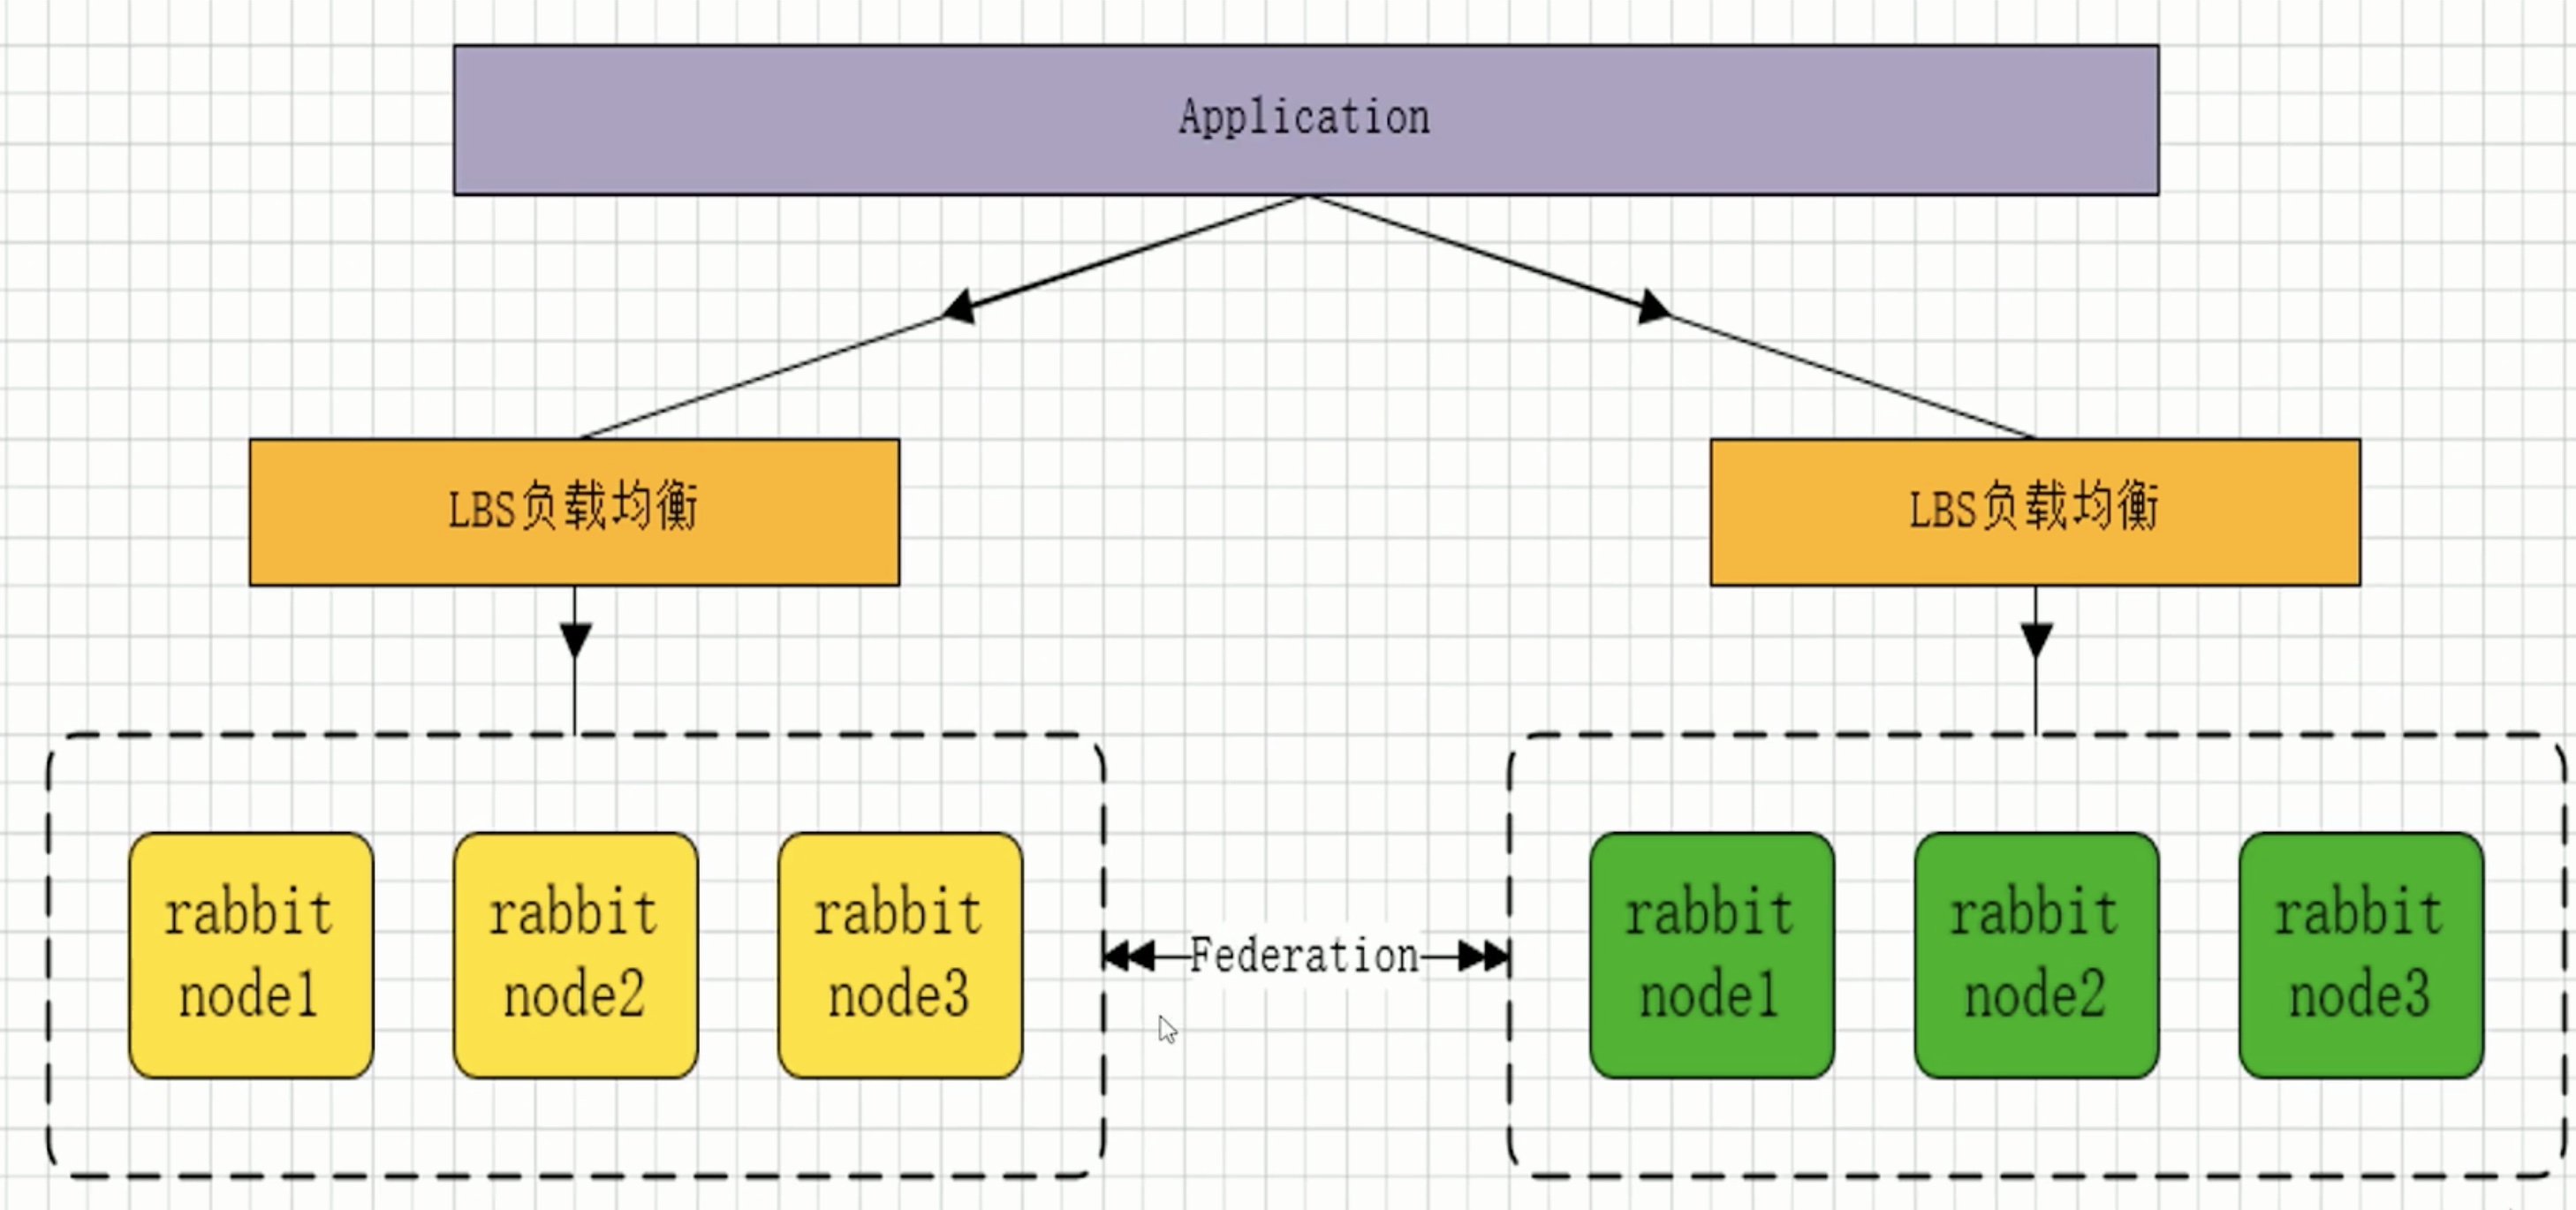 Application
LBS负载均衡
LBS负载均衡
rabbit
node1
rabbit
node2
rabbit
node3
Federation
rabbit
node1
rabbit
node2
rabbit
node3